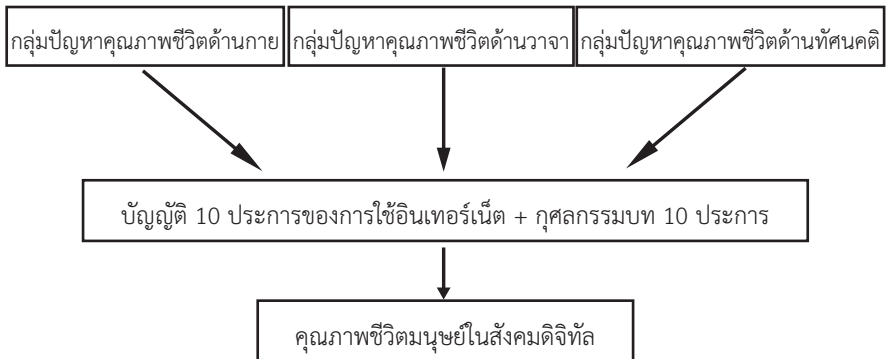 กลุ่มปัญหาคุณภาพชีวิตด้านกาย
กลุ่มปัญหาคุณภาพชีวิตด้านวาจา
กลุ่มปัญหาคุณภาพชีวิตด้านทัศนคติ
บัญญัติ 10 ประการของการใช้อินเทอร์เน็ต + กุศลกรรมบท 10 ประการ
คุณภาพชีวิตมนุษย์ในสังคมดิจิทัล